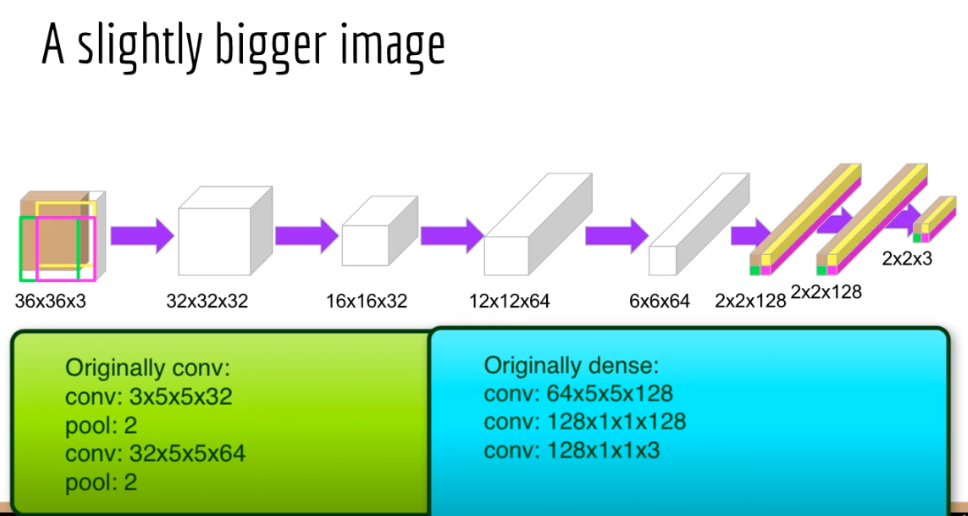 A slightly bigger image
36x36x3
32x32x32
16x16x32
12x12x64
6x6x64
2x2x128
2x2x128
2x2x3
Originally conv:
conv: 3x5x5x32
pool: 2
conv: 32x5x5x64
pool: 2
Originally dense:
conv: 64x5x5x128
conv: 128x1x1x128
conv: 128x1x1x3